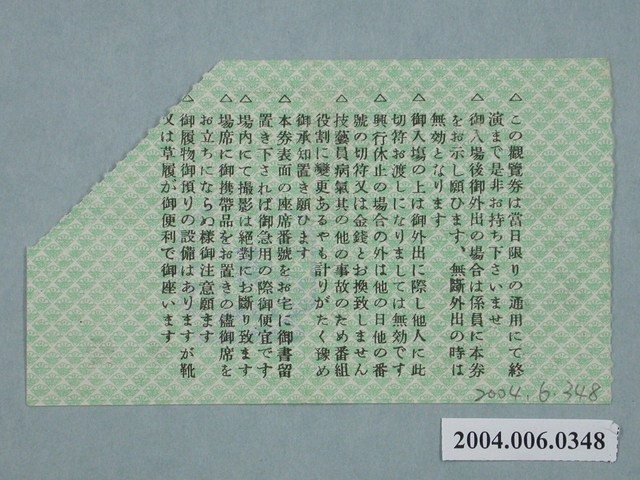 △この觀覽券は當日限りの通用にて終
演まで是非お持ち下さいませ
△御入場後御外出の場合は係員に本券
をお示し願ひます、無斷外出の時は
無効となります
△御入場の上は御外出に際し他人に此
切符お渡しになりましては無効です
△興行休止の場合の外は他の日他の番
號の切符又は金錢とお換致しません
△技藝員病氣其の他の事故のため番組
役割に變更あるやも計りがたく豫め
御承知置き願ひます
△本券表面の座席番號をお宅に御書留
置き下されば御急用の際御便宜です
△場内にて撮影は絕對にお斷り致ます
△場席に御携帶品をお置きの儘御席を
お立ちにならぬ樣御注意願ます
△御履物御預りの設備はありますが靴
又は草履が御便利で御座います
2004.6.348
2004.006.0348